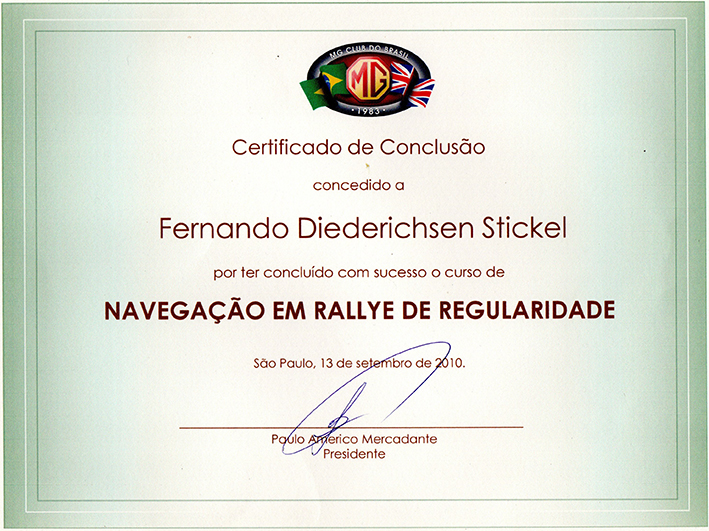 MG CLUB DO BRASIL
MG
· 1983 ·
Certificado de Conclusão
concedido a
Fernando Diederichsen Stickel
por ter concluído com sucesso o curso de
NAVEGAÇÃO EM RALLYE DE REGULARIDADE
São Paulo, 13 de setembro de 2010.
Paulo Américo Mercadante
Presidente